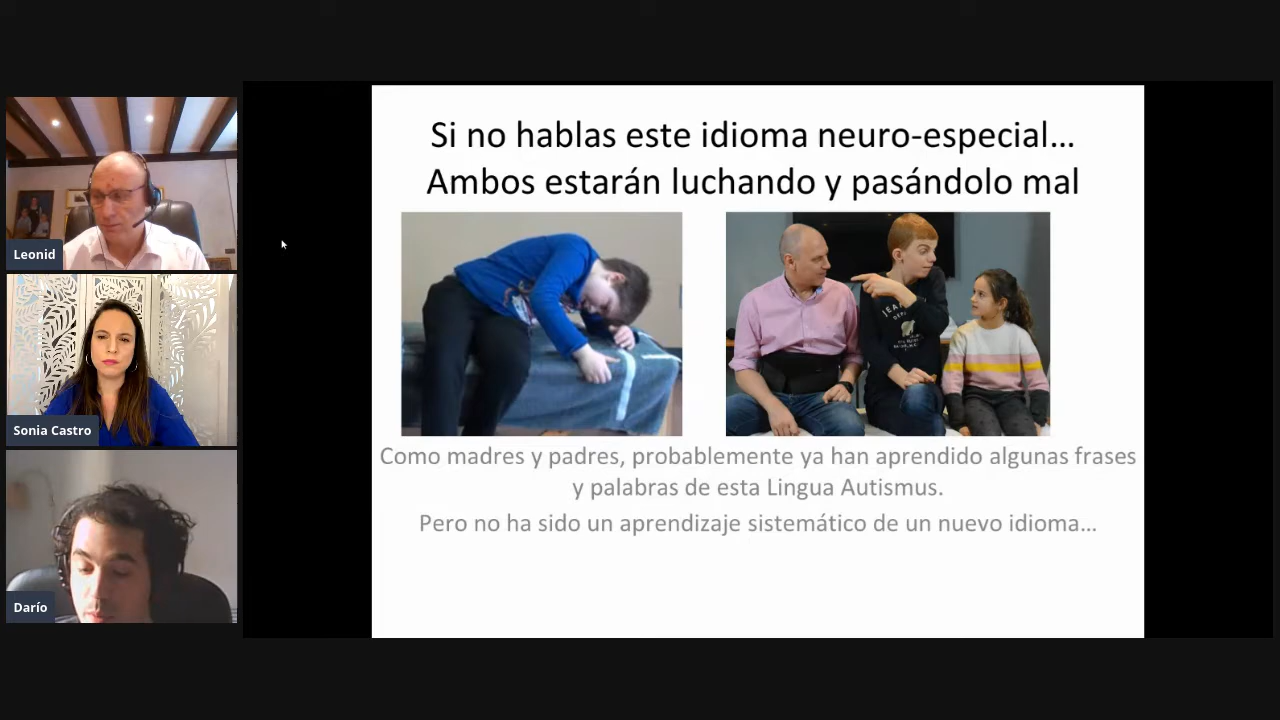 Leonid
Sonia Castro
Darío
Si no hablas este idioma neuro-especial...
Ambos estarán luchando y pasándolo mal
JEA
DEPA
Como madres y padres, probablemente ya han aprendido algunas frases
y palabras de esta Lingua Autismus.
Pero no ha sido un aprendizaje sistemático de un nuevo idioma...